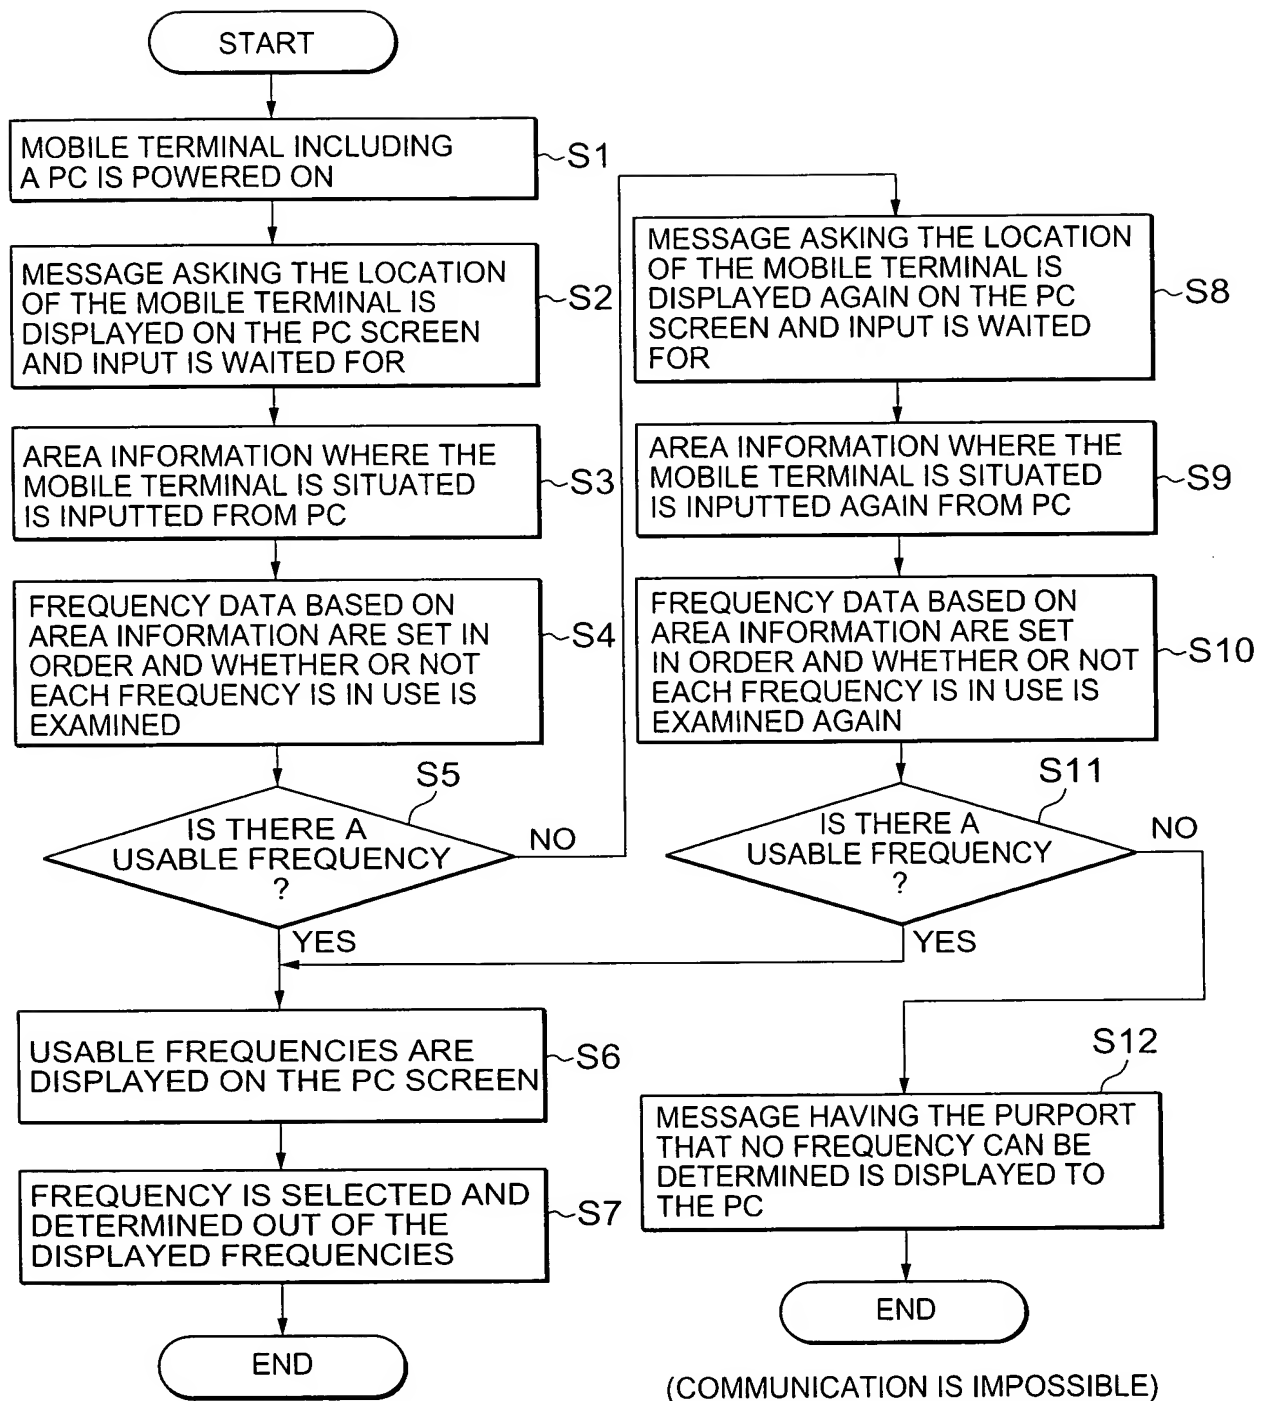 START
MOBILE TERMINAL INCLUDING
A PC IS POWERED ON
S1
MESSAGE ASKING THE LOCATION
OF THE MOBILE TERMINAL IS
DISPLAYED ON THE PC SCREEN
AND INPUT IS WAITED FOR
S2
AREA INFORMATION WHERE THE
MOBILE TERMINAL IS SITUATED
IS INPUTTED FROM PC
S3
FREQUENCY DATA BASED ON
AREA INFORMATION ARE SET IN
ORDER AND WHETHER OR NOT
EACH FREQUENCY IS IN USE IS
EXAMINED
S4
S5
IS THERE A
USABLE FREQUENCY
?
NO
YES
USABLE FREQUENCIES ARE
DISPLAYED ON THE PC SCREEN
S6
FREQUENCY IS SELECTED AND
DETERMINED OUT OF THE
DISPLAYED FREQUENCIES
S7
END
MESSAGE ASKING THE LOCATION
OF THE MOBILE TERMINAL IS
DISPLAYED AGAIN ON THE PC
SCREEN AND INPUT IS WAITED
FOR
S8
AREA INFORMATION WHERE THE
MOBILE TERMINAL IS SITUATED
IS INPUTTED AGAIN FROM PC
S9
FREQUENCY DATA BASED ON
AREA INFORMATION ARE SET
IN ORDER AND WHETHER OR NOT
EACH FREQUENCY IS IN USE IS
EXAMINED AGAIN
S10
S11
IS THERE A
USABLE FREQUENCY
?
NO
YES
S12
MESSAGE HAVING THE PURPORT
THAT NO FREQUENCY CAN BE
DETERMINED IS DISPLAYED TO
THE PC
END
(COMMUNICATION IS IMPOSSIBLE)